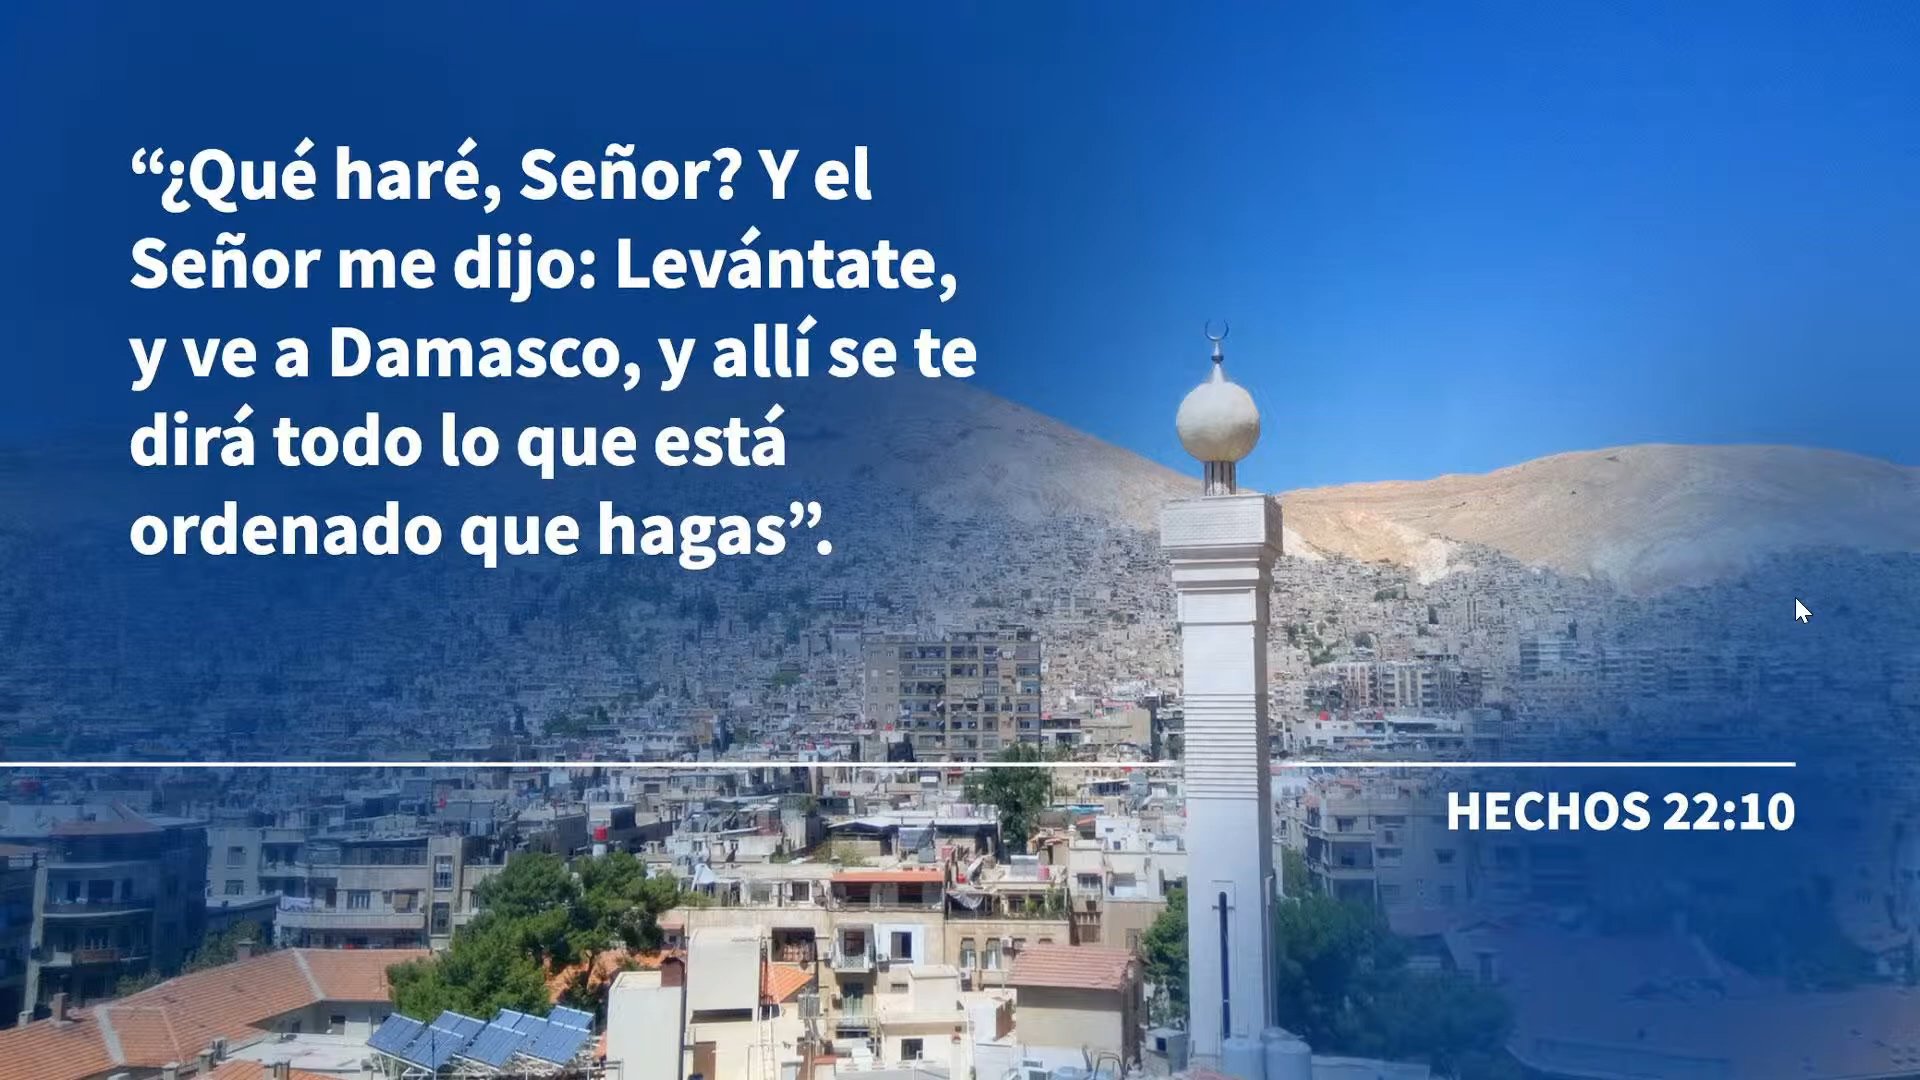 “¿Qué haré, Señor? Y el
Señor me dijo: Levántate,
y ve a Damasco, y allí se te
dirá todo lo que está
ordenado que hagas”.
HECHOS 22:10